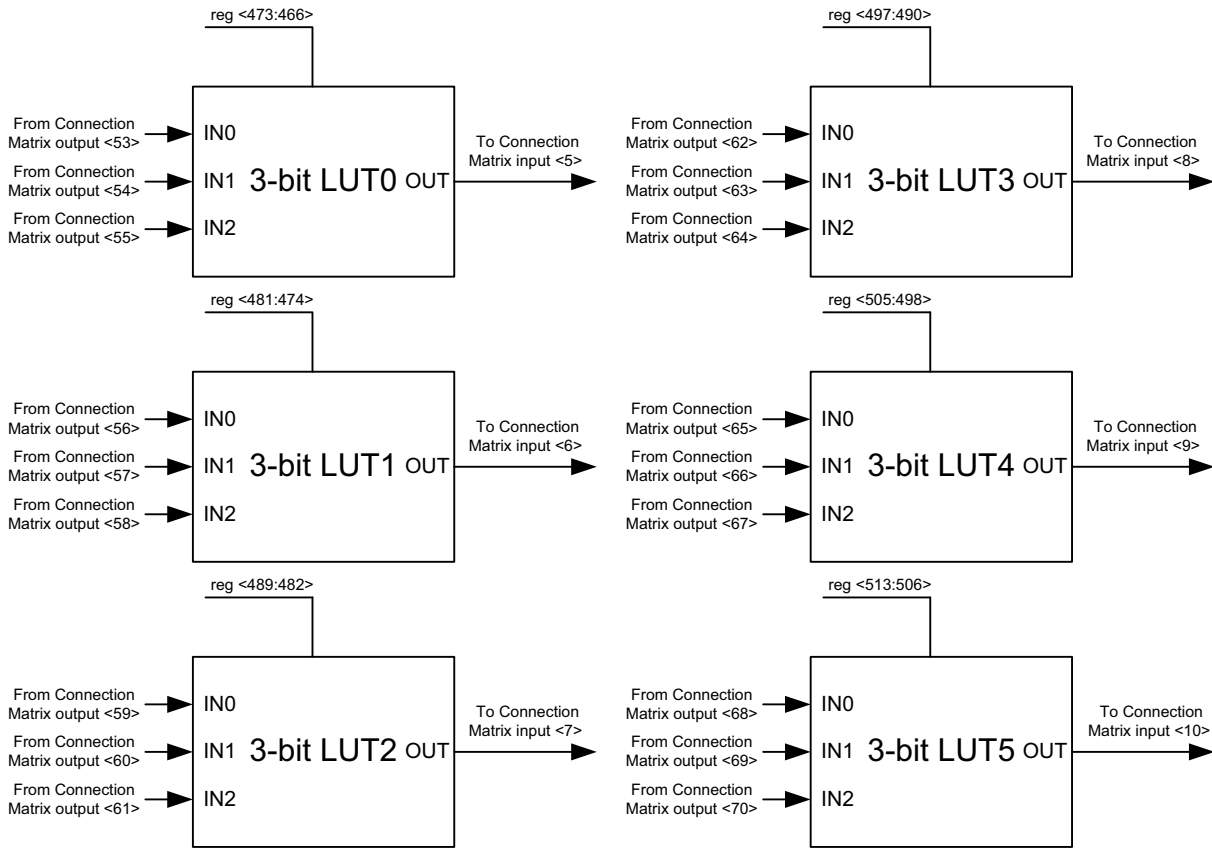 reg <473:466>
From Connection
Matrix output <53>
From Connection
Matrix output <54>
From Connection
Matrix output <55>
IN0
IN1
IN2
3-bit LUT0
OUT
To Connection
Matrix input <5>
reg <497:490>
From Connection
Matrix output <62>
From Connection
Matrix output <63>
From Connection
Matrix output <64>
IN0
IN1
IN2
3-bit LUT3
OUT
To Connection
Matrix input <8>
reg <481:474>
From Connection
Matrix output <56>
From Connection
Matrix output <57>
From Connection
Matrix output <58>
IN0
IN1
IN2
3-bit LUT1
OUT
To Connection
Matrix input <6>
reg <505:498>
From Connection
Matrix output <65>
From Connection
Matrix output <66>
From Connection
Matrix output <67>
IN0
IN1
IN2
3-bit LUT4
OUT
To Connection
Matrix input <9>
reg <489:482>
From Connection
Matrix output <59>
From Connection
Matrix output <60>
From Connection
Matrix output <61>
IN0
IN1
IN2
3-bit LUT2
OUT
To Connection
Matrix input <7>
reg <513:506>
From Connection
Matrix output <68>
From Connection
Matrix output <69>
From Connection
Matrix output <70>
IN0
IN1
IN2
3-bit LUT5
OUT
To Connection
Matrix input <10>